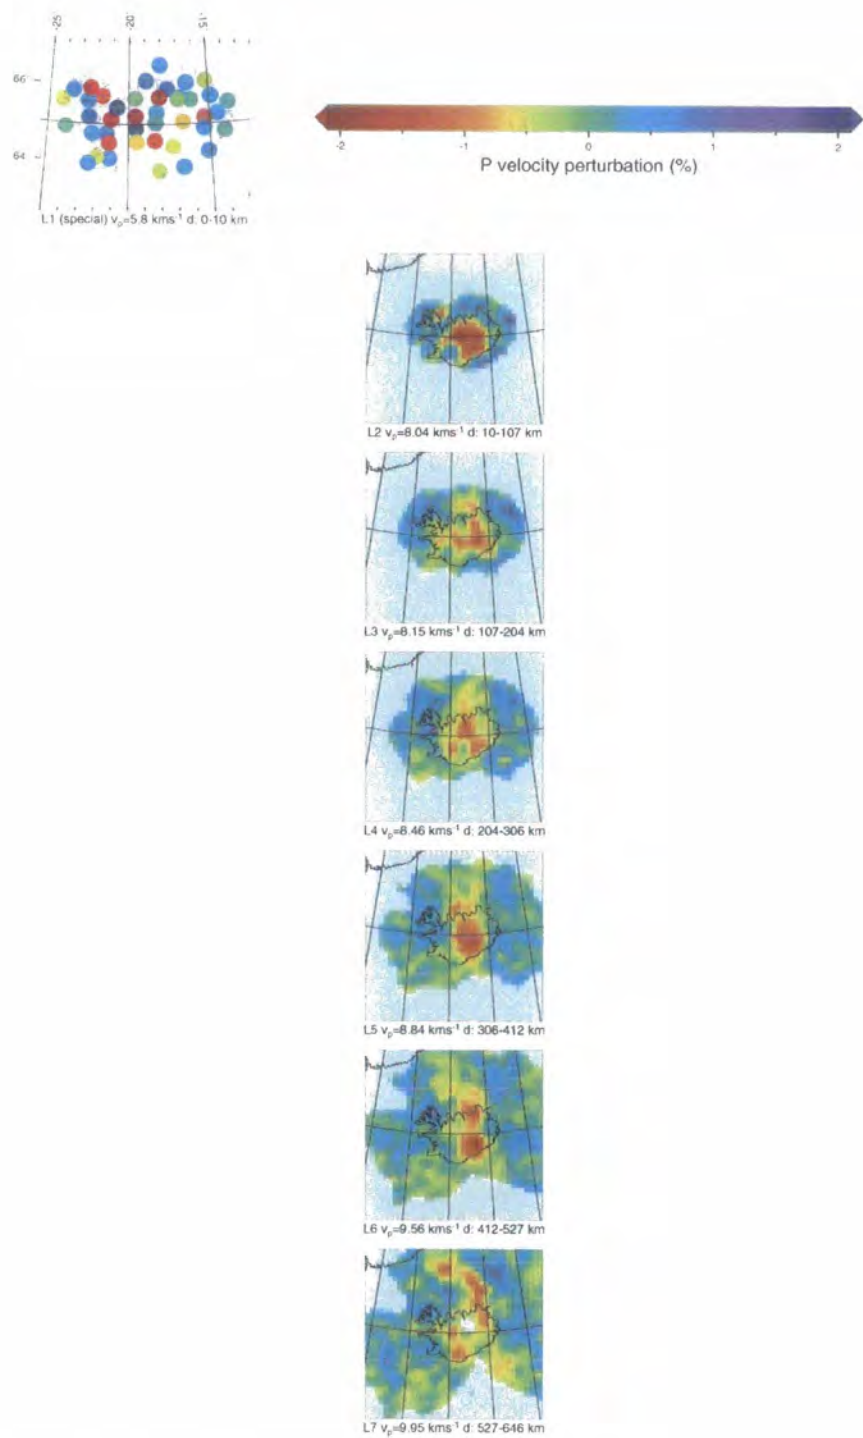 66
64
L1 (special) vₚ=5.8 kms⁻¹ d: 0-10 km
-2 -1 0 1 2
P velocity perturbation (%)
L2 vₚ=8.04 kms⁻¹ d: 10-107 km
L3 vₚ=8.15 kms⁻¹ d: 107-204 km
L4 vₚ=8.46 kms⁻¹ d: 204-306 km
L5 vₚ=8.84 kms⁻¹ d: 306-412 km
L6 vₚ=9.56 kms⁻¹ d: 412-527 km
L7 vₚ=9.95 kms⁻¹ d: 527-646 km